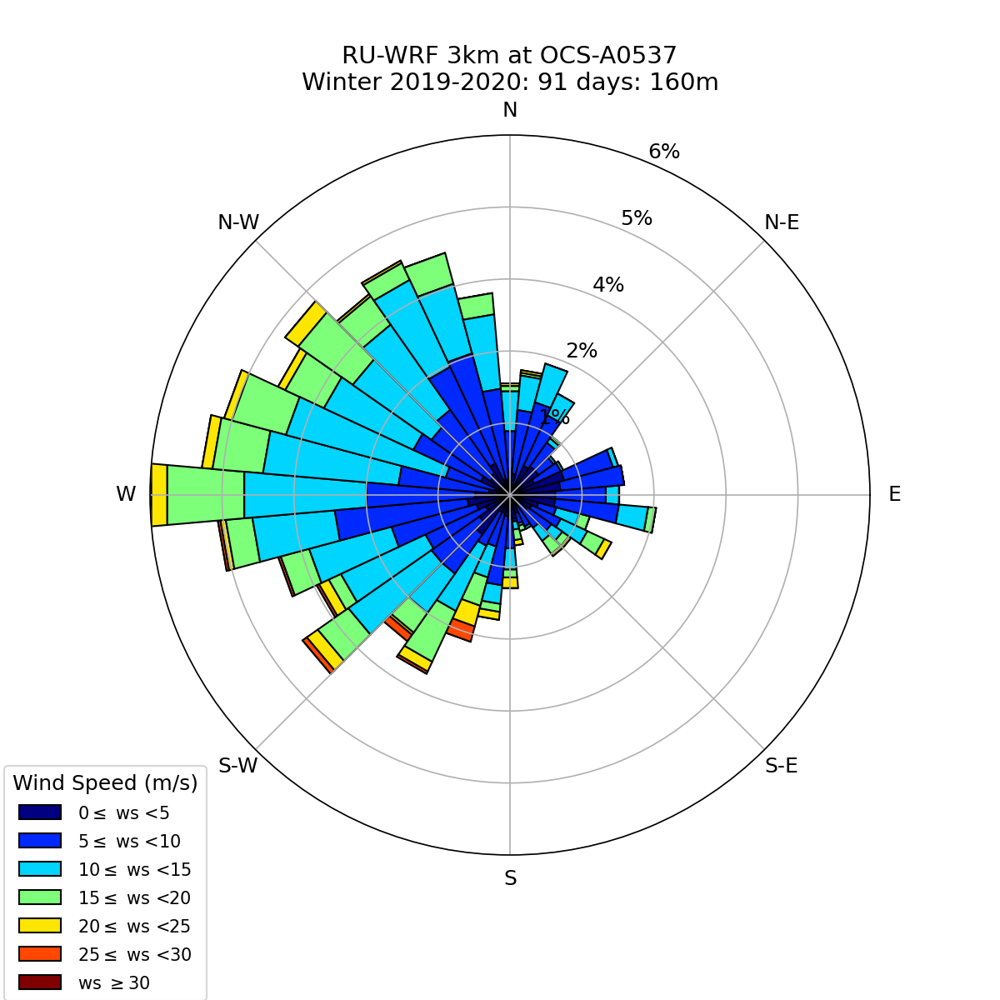 RU-WRF 3km at OCS-A0537
Winter 2019-2020: 91 days: 160m
N
6%
N-W
N-E
5%
4%
2%
1%
W
E
S-W
S-E
S
Wind Speed (m/s)
0≤ ws <5
5≤ ws <10
10≤ ws <15
15≤ ws <20
20≤ ws <25
25≤ ws <30
ws ≥30